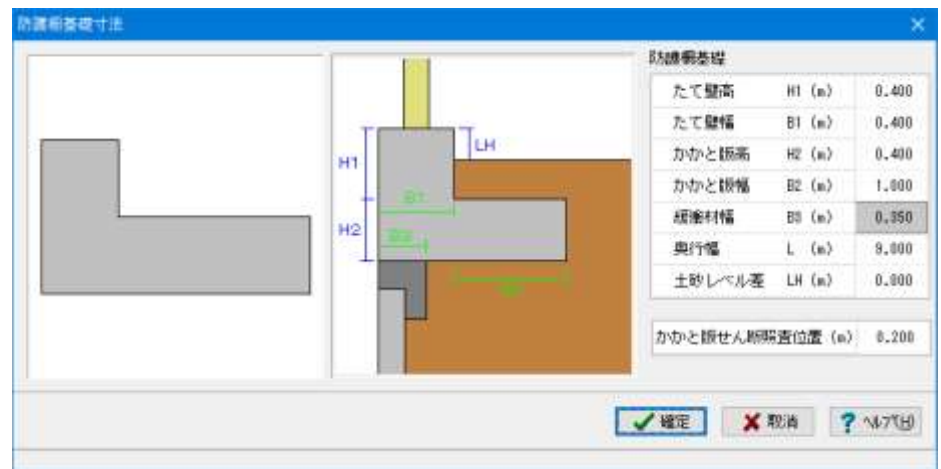 防護柵基礎寸法
防護柵基礎
たて壁高 H1 (m) 0.400
たて壁幅 B1 (m) 0.400
かかと版高 H2 (m) 0.400
かかと版幅 B2 (m) 1.000
緩衝材幅 B3 (m) 0.350
奥行幅 L (m) 9.000
土砂レベル差 LH (m) 0.000
かかと版せん断照査位置 (m) 0.200
LH
H1
B1
H2
B3
B2
確定 取消 ヘルプ(H)